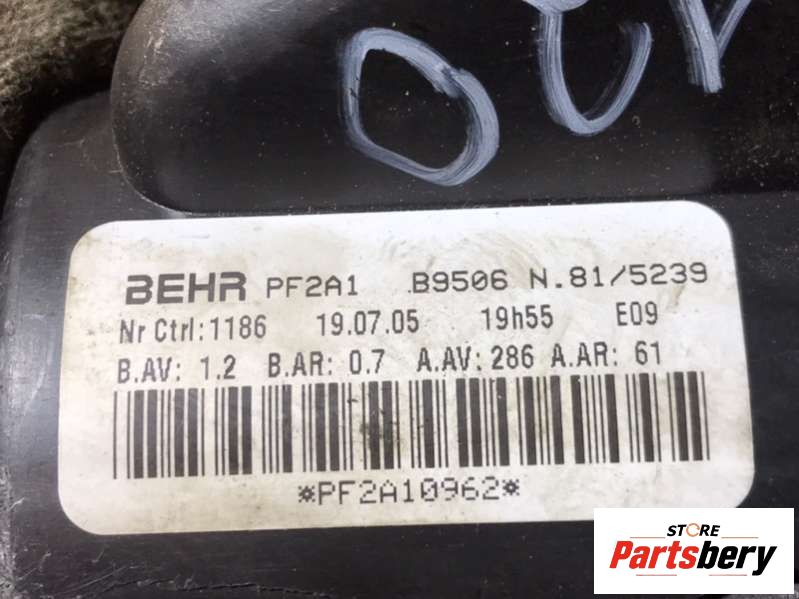 BEHR PF2A1 B9506 N.81/5239
Nr Ctrl:1186 19.07.05 19h55 E09
B.AV: 1.2 B.AR: 0.7 A.AV: 286 A.AR: 61
*PF2A10962*
STORE
Partsbery